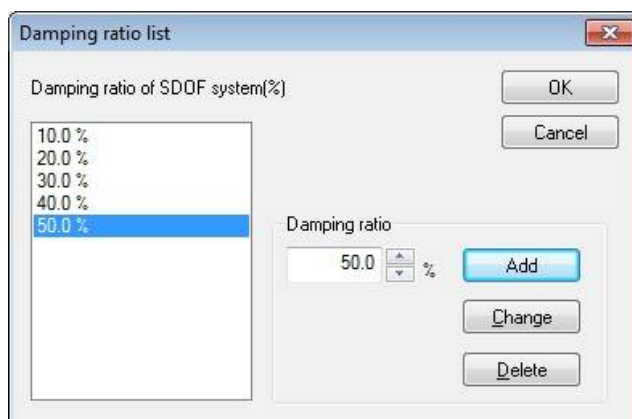 Damping ratio list
Damping ratio of SDOF system(%)
OK
Cancel
10.0 %
20.0 %
30.0 %
40.0 %
50.0 %
Damping ratio
50.0 %
Add
Change
Delete